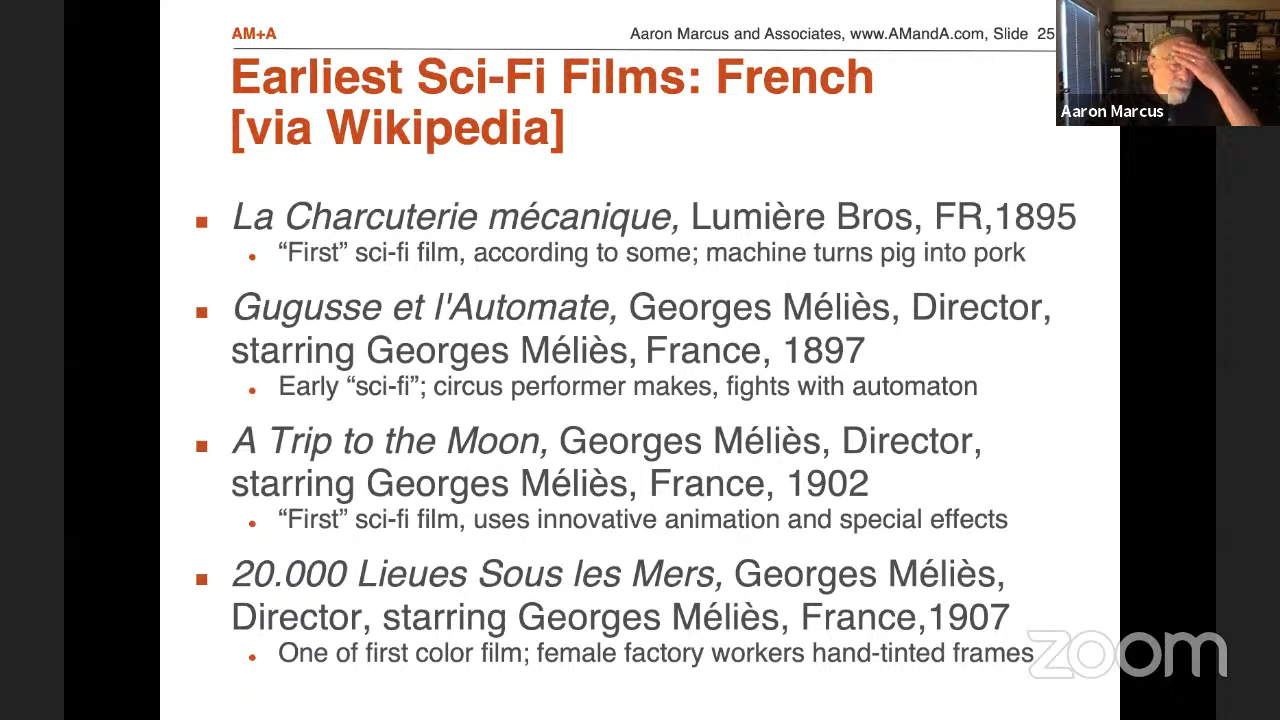 AM+A
Aaron Marcus and Associates, www.AMandA.com, Slide 25
Aaron Marcus
Earliest Sci-Fi Films: French
[via Wikipedia]
La Charcuterie mécanique, Lumière Bros, FR,1895
“First” sci-fi film, according to some; machine turns pig into pork
Gugusse et l'Automate, Georges Méliès, Director,
starring Georges Méliès, France, 1897
Early “sci-fi”; circus performer makes, fights with automaton
A Trip to the Moon, Georges Méliès, Director,
starring Georges Méliès, France, 1902
“First” sci-fi film, uses innovative animation and special effects
20.000 Lieues Sous les Mers, Georges Méliès,
Director, starring Georges Méliès, France,1907
One of first color film; female factory workers hand-tinted frames
zoom